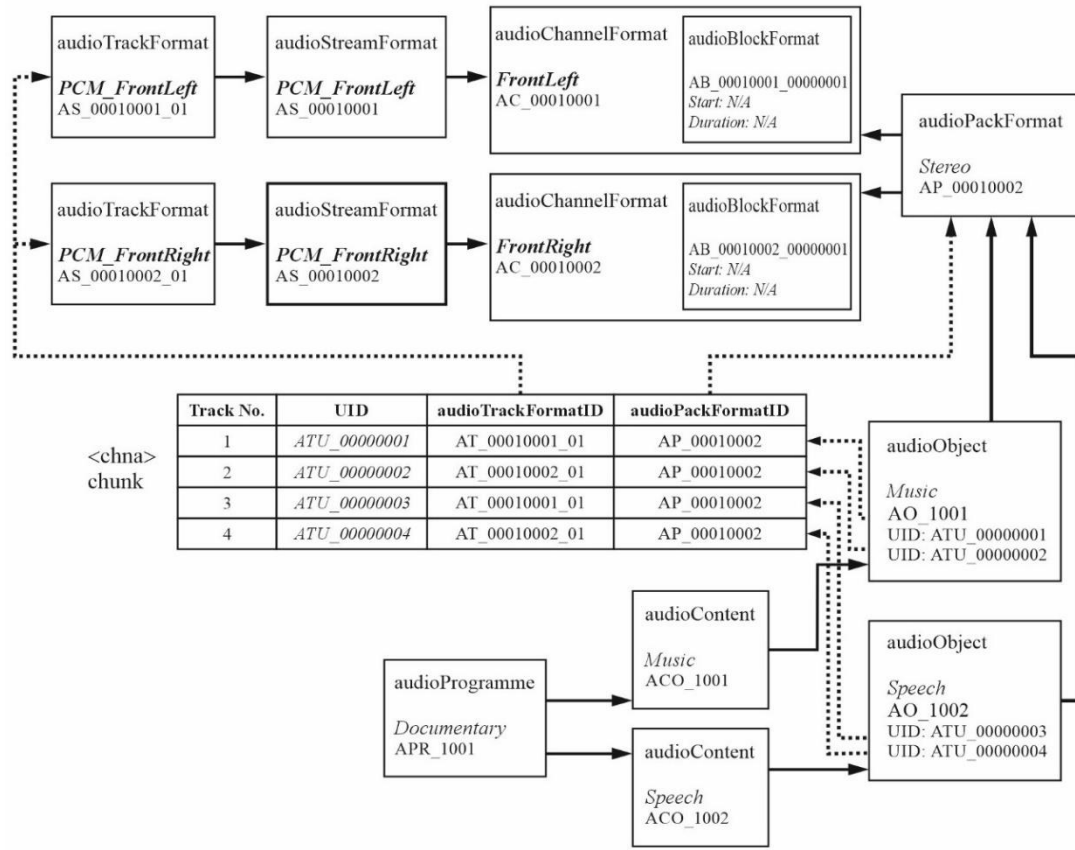 audioTrackFormat
PCM_FrontLeft
AS_00010001_01
audioStreamFormat
PCM_FrontLeft
AS_00010001
audioChannelFormat
FrontLeft
AC_00010001
audioBlockFormat
AB_00010001_00000001
Start: N/A
Duration: N/A
audioPackFormat
Stereo
AP_00010002
audioTrackFormat
PCM_FrontRight
AS_00010002_01
audioStreamFormat
PCM_FrontRight
AS_00010002
audioChannelFormat
FrontRight
AC_00010002
audioBlockFormat
AB_00010002_00000001
Start: N/A
Duration: N/A
<chna>
chunk
Track No. UID audioTrackFormatID audioPackFormatID
1 ATU_00000001 AT_00010001_01 AP_00010002
2 ATU_00000002 AT_00010002_01 AP_00010002
3 ATU_00000003 AT_00010001_01 AP_00010002
4 ATU_00000004 AT_00010002_01 AP_00010002
audioObject
Music
AO_1001
UID: ATU_00000001
UID: ATU_00000002
audioProgramme
Documentary
APR_1001
audioContent
Music
ACO_1001
audioContent
Speech
ACO_1002
audioObject
Speech
AO_1002
UID: ATU_00000003
UID: ATU_00000004